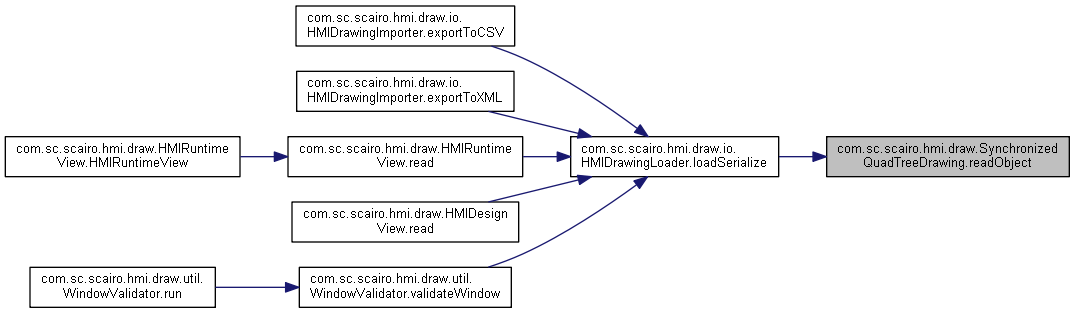 com.sc.scairo.hmi.draw.io.
HMIDrawingImporter.exportToCSV
com.sc.scairo.hmi.draw.io.
HMIDrawingImporter.exportToXML
com.sc.scairo.hmi.draw.HMIRuntime
View.HMIRuntimeView
com.sc.scairo.hmi.draw.HMIRuntime
View.read
com.sc.scairo.hmi.draw.io.
HMIDrawingLoader.loadSerialize
com.sc.scairo.hmi.draw.Synchronized
QuadTreeDrawing.readObject
com.sc.scairo.hmi.draw.HMIDesign
View.read
com.sc.scairo.hmi.draw.util.
WindowValidator.run
com.sc.scairo.hmi.draw.util.
WindowValidator.validateWindow